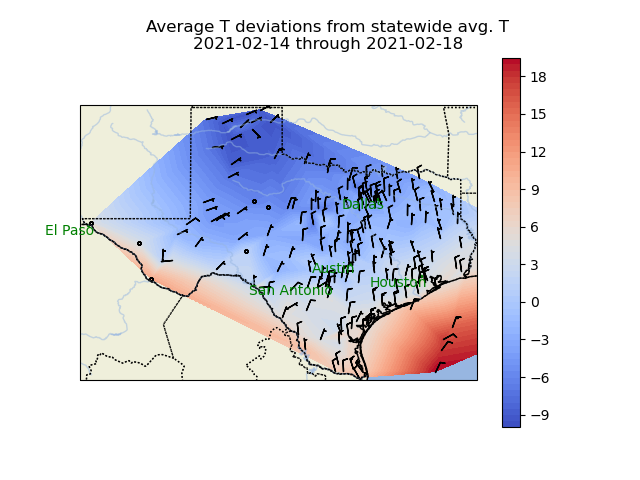 Average T deviations from statewide avg. T
2021-02-14 through 2021-02-18
18
15
12
9
6
3
0
−3
−6
−9
Dallas
El Paso
Austin
San Antonio
Houston